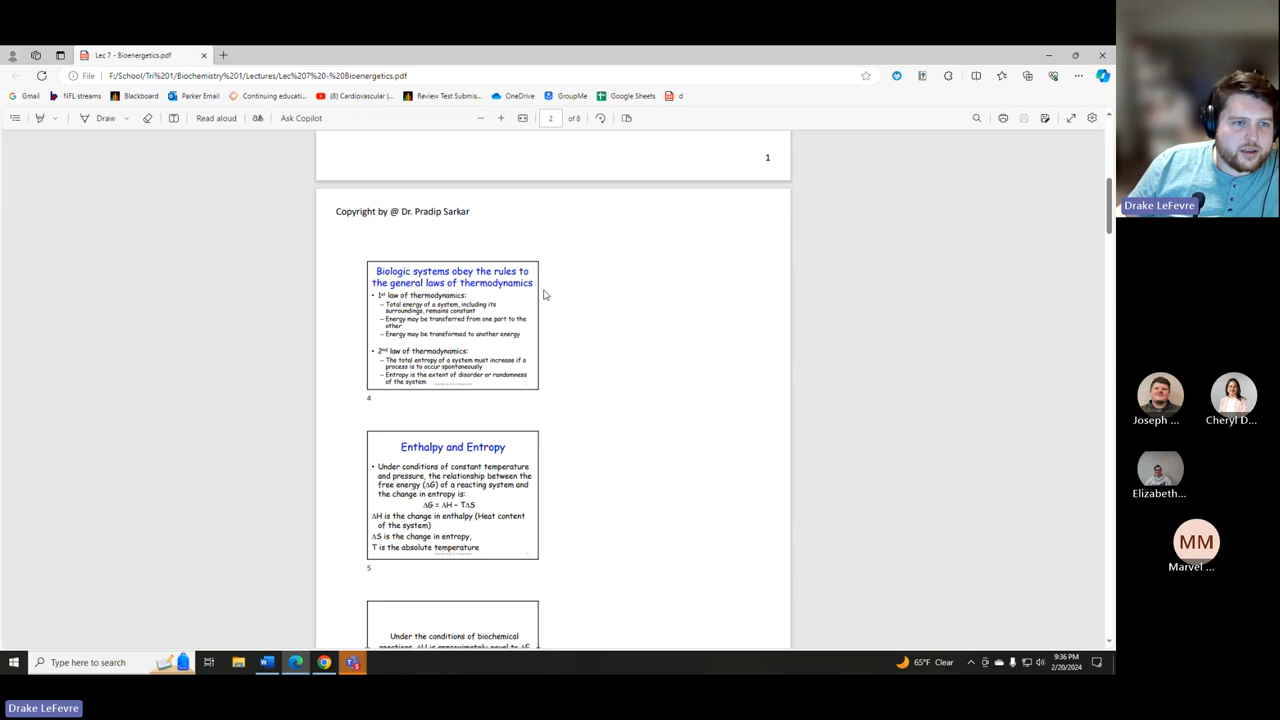 Lec 7 - Bioenergetics.pdf
File F:/School/Tri%201/Biochemistry%201/Lectures/Lec%207%20-%20Bioenergetics.pdf
Gmail NFL streams Blackboard Parker Email Continuing educati... (8) Cardiovascular |... Review Test Submis... OneDrive GroupMe Google Sheets d
Draw Read aloud Ask Copilot 2 of 8
1
Copyright by @ Dr. Pradip Sarkar
Biologic systems obey the rules to
the general laws of thermodynamics
• 1st law of thermodynamics:
– Total energy of a system, including its
surroundings, remains constant
– Energy may be transferred from one part to the
other
– Energy may be transformed to another energy
• 2nd law of thermodynamics:
– The total entropy of a system must increase if a
process is to occur spontaneously
– Entropy is the extent of disorder or randomness
of the system
4
Enthalpy and Entropy
• Under conditions of constant temperature
and pressure, the relationship between the
free energy (∆G) of a reacting system and
the change in entropy is:
∆G = ∆H – T∆S
∆H is the change in enthalpy (Heat content
of the system)
∆S is the change in entropy,
T is the absolute temperature
5
Under the conditions of biochemical
reactions, ∆H is approximately equal to ∆E
Drake LeFevre
Joseph ...
Cheryl D...
Elizabeth...
MM
Marvel ...
Type here to search
65°F Clear
9:36 PM
2/20/2024
Drake LeFevre